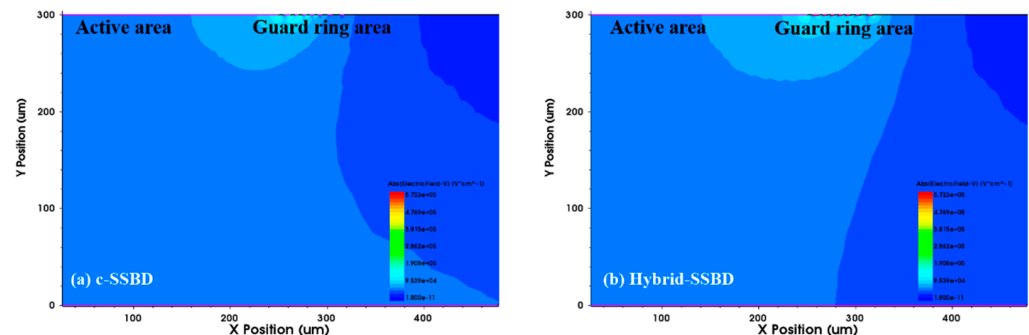 300
Active area
Guard ring area
200
Y Position (um)
Abs(ElectricField-V) (V*cm^-1)
5.723e+05
4.769e+05
3.815e+05
2.862e+05
1.908e+05
9.539e+04
1.800e-11
100
(a) c-SSBD
0
100
200
300
400
X Position (um)
300
Active area
Guard ring area
200
Y Position (um)
Abs(ElectricField-V) (V*cm^-1)
5.723e+05
4.769e+05
3.815e+05
2.862e+05
1.908e+05
9.539e+04
1.800e-11
100
(b) Hybrid-SSBD
0
100
200
300
400
X Position (um)